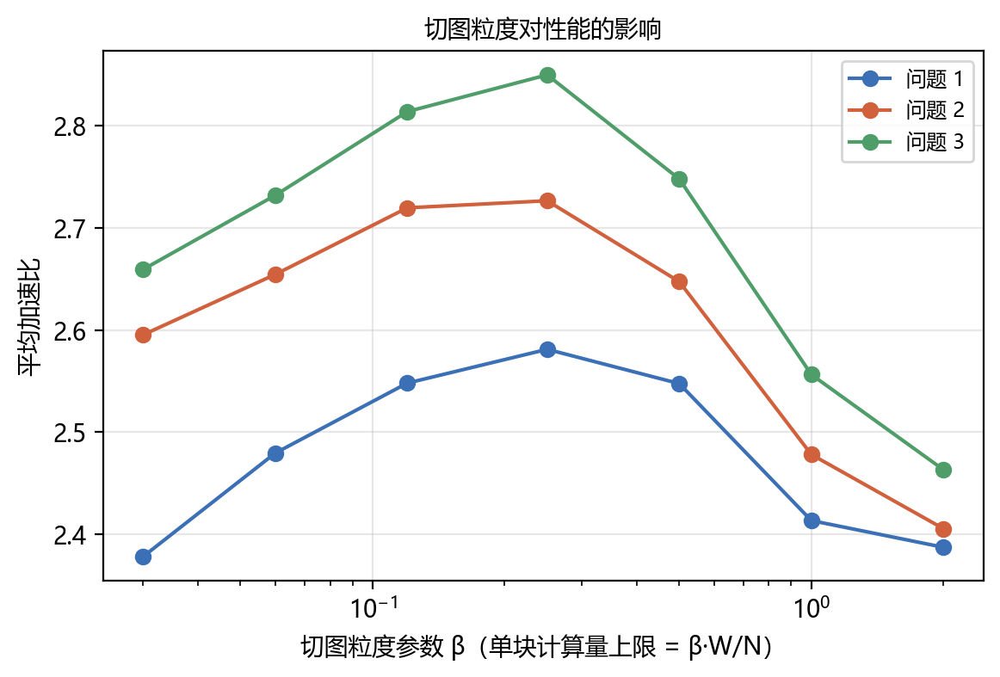 切图粒度对性能的影响
问题 1
问题 2
问题 3
平均加速比
2.8
2.7
2.6
2.5
2.4
10⁻¹
10⁰
切图粒度参数 β（单块计算量上限 = β·W/N）